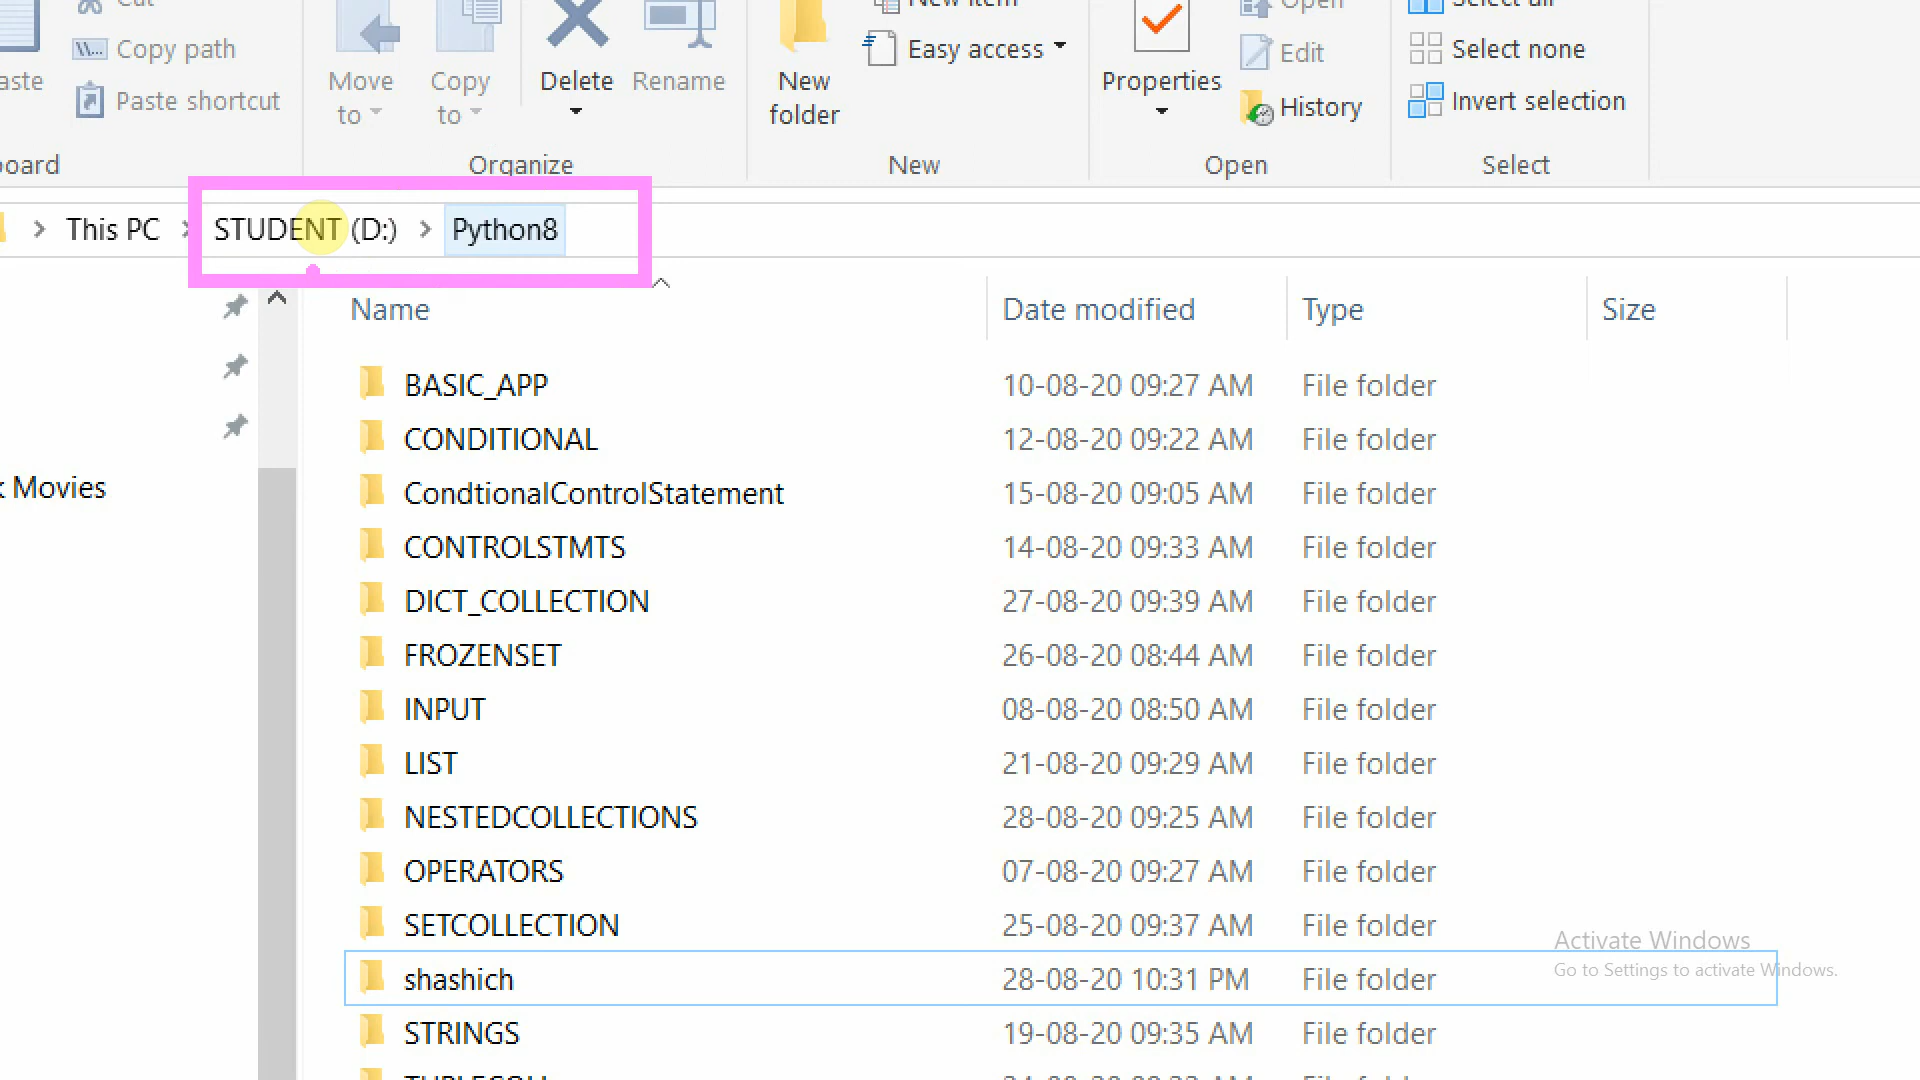 Cut
New item
Open
Select all
aste
Copy path
Paste shortcut
Move to
Copy to
Delete
Rename
New folder
Easy access
Properties
Edit
History
Select none
Invert selection
board
Organize
New
Open
Select
This PC
STUDENT (D:)
Python8
Name Date modified Type Size
Movies
BASIC_APP 10-08-20 09:27 AM File folder
CONDITIONAL 12-08-20 09:22 AM File folder
CondtionalControlStatement 15-08-20 09:05 AM File folder
CONTROLSTMTS 14-08-20 09:33 AM File folder
DICT_COLLECTION 27-08-20 09:39 AM File folder
FROZENSET 26-08-20 08:44 AM File folder
INPUT 08-08-20 08:50 AM File folder
LIST 21-08-20 09:29 AM File folder
NESTEDCOLLECTIONS 28-08-20 09:25 AM File folder
OPERATORS 07-08-20 09:27 AM File folder
SETCOLLECTION 25-08-20 09:37 AM File folder
shashich 28-08-20 10:31 PM File folder
STRINGS 19-08-20 09:35 AM File folder
Activate Windows
Go to Settings to activate Windows.